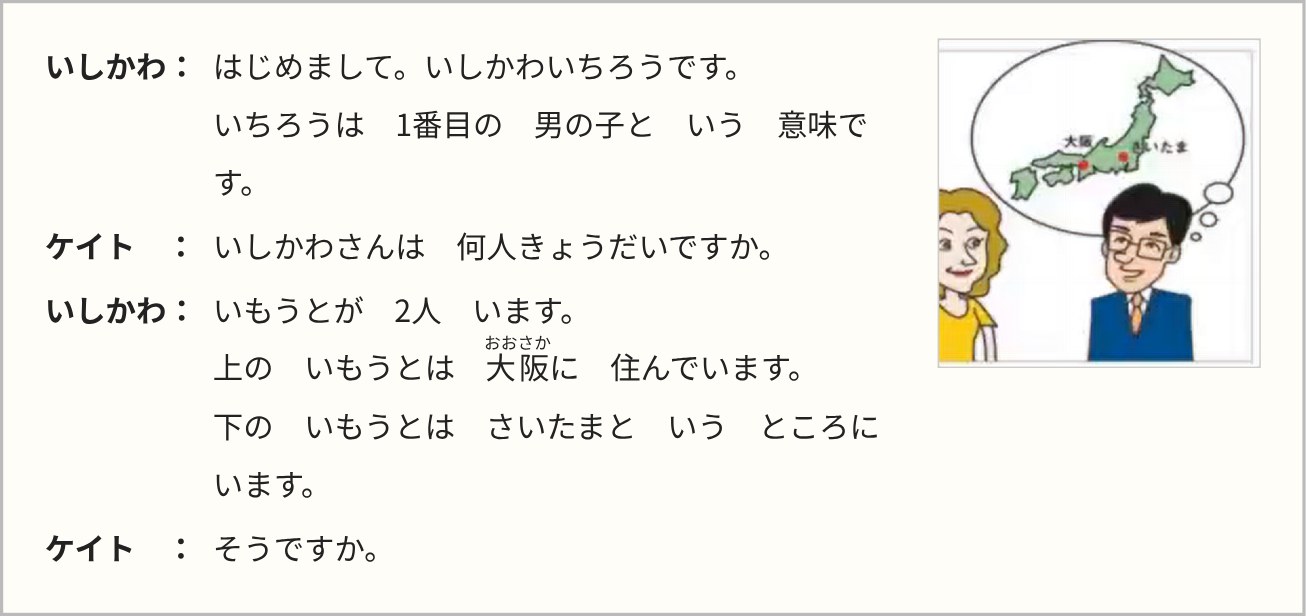 いしかわ： はじめまして。いしかわいちろうです。
いちろうは　1番目の　男の子と　いう　意味で
す。
ケイト　： いしかわさんは　何人きょうだいですか。
いしかわ： いもうとが　2人　います。
おおさか
上の　いもうとは　大阪に　住んでいます。
下の　いもうとは　さいたまと　いう　ところに
います。
ケイト　： そうですか。
大阪
さいたま